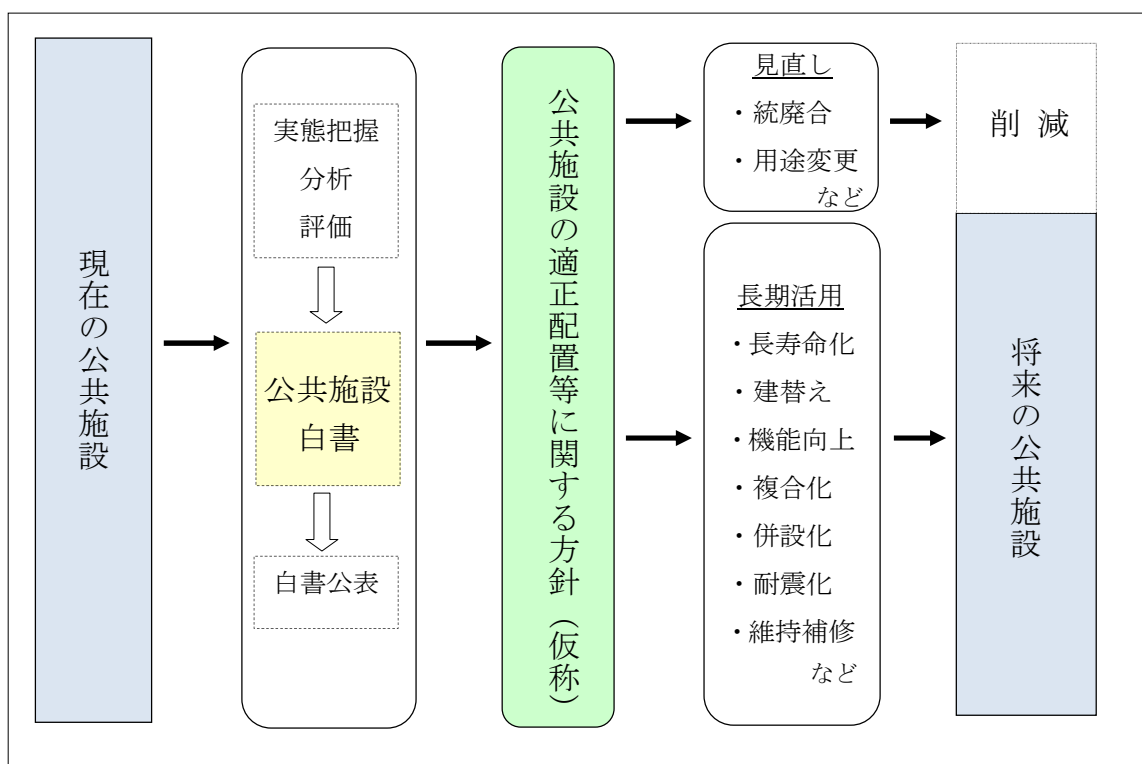 現在の公共施設
実態把握
分析
評価
公共施設
白書
白書公表
公共施設の適正配置等に関する方針（仮称）
見直し
・統廃合
・用途変更
など
長期活用
・長寿命化
・建替え
・機能向上
・複合化
・併設化
・耐震化
・維持補修
など
削 減
将来の公共施設